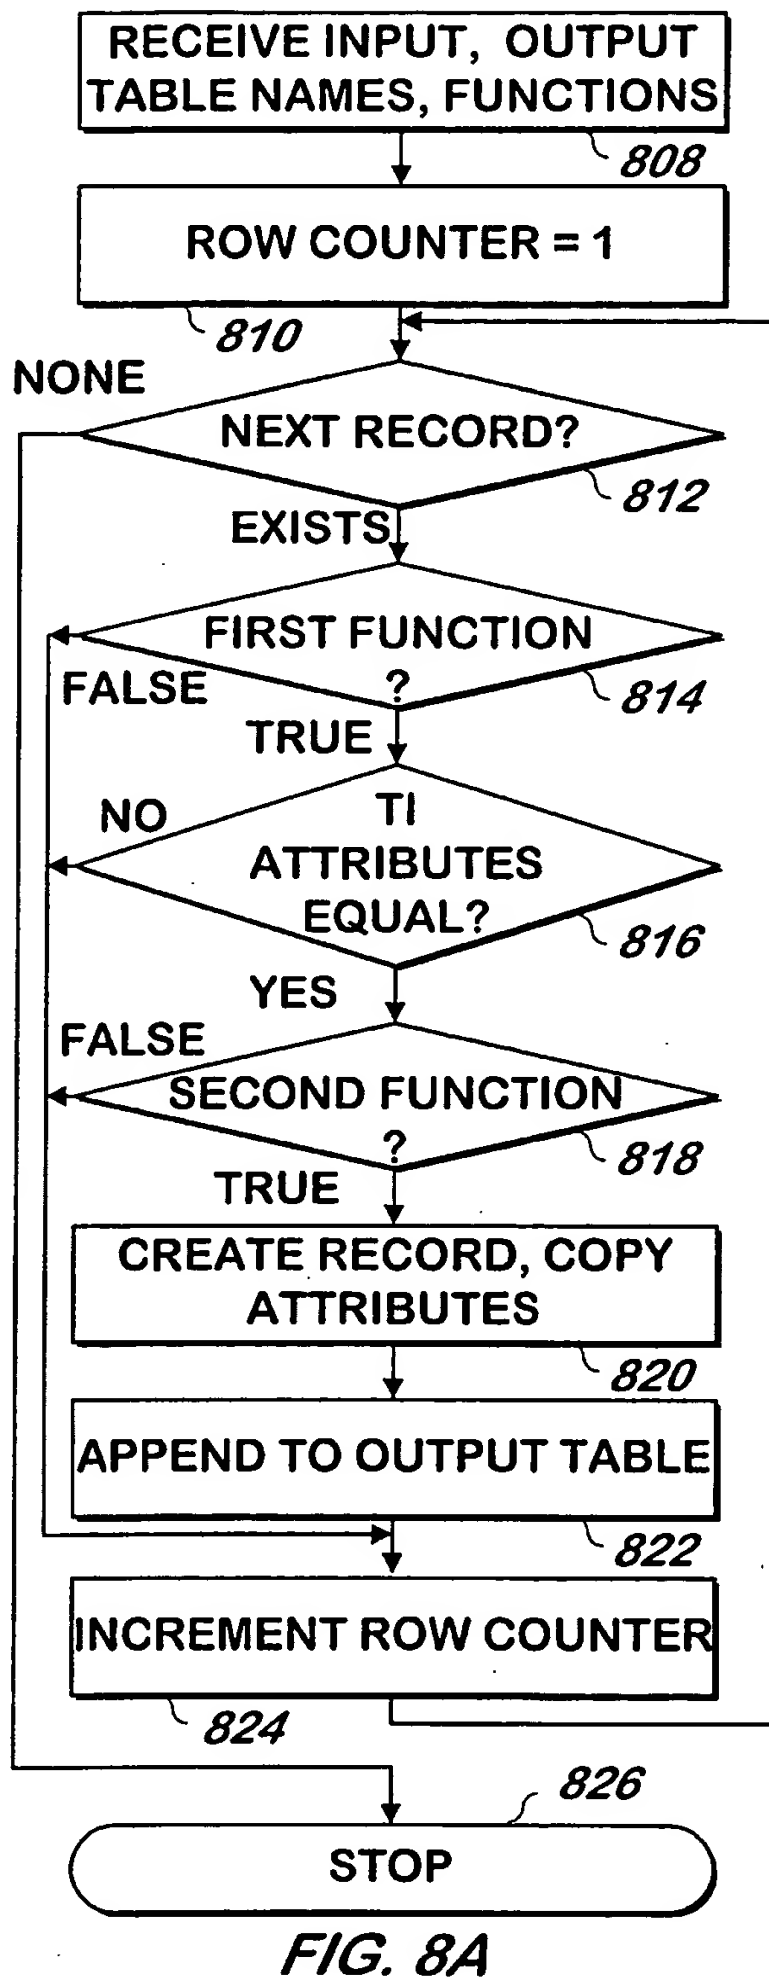 RECEIVE INPUT, OUTPUT
TABLE NAMES, FUNCTIONS
808
ROW COUNTER = 1
810
NONE
NEXT RECORD?
812
EXISTS
FIRST FUNCTION
?
FALSE
814
TRUE
NO
TI
ATTRIBUTES
EQUAL?
816
YES
FALSE
SECOND FUNCTION
?
818
TRUE
CREATE RECORD, COPY
ATTRIBUTES
820
APPEND TO OUTPUT TABLE
822
INCREMENT ROW COUNTER
824
826
STOP
FIG. 8A